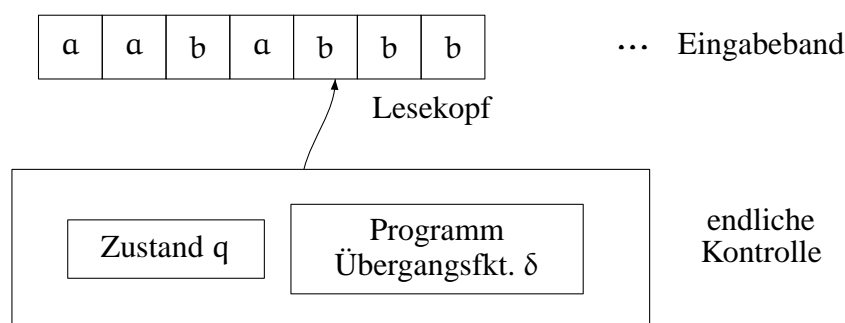 a a b a b b b ... Eingabeband
Lesekopf
Zustand q
Programm
Übergangsfkt. δ
endliche
Kontrolle